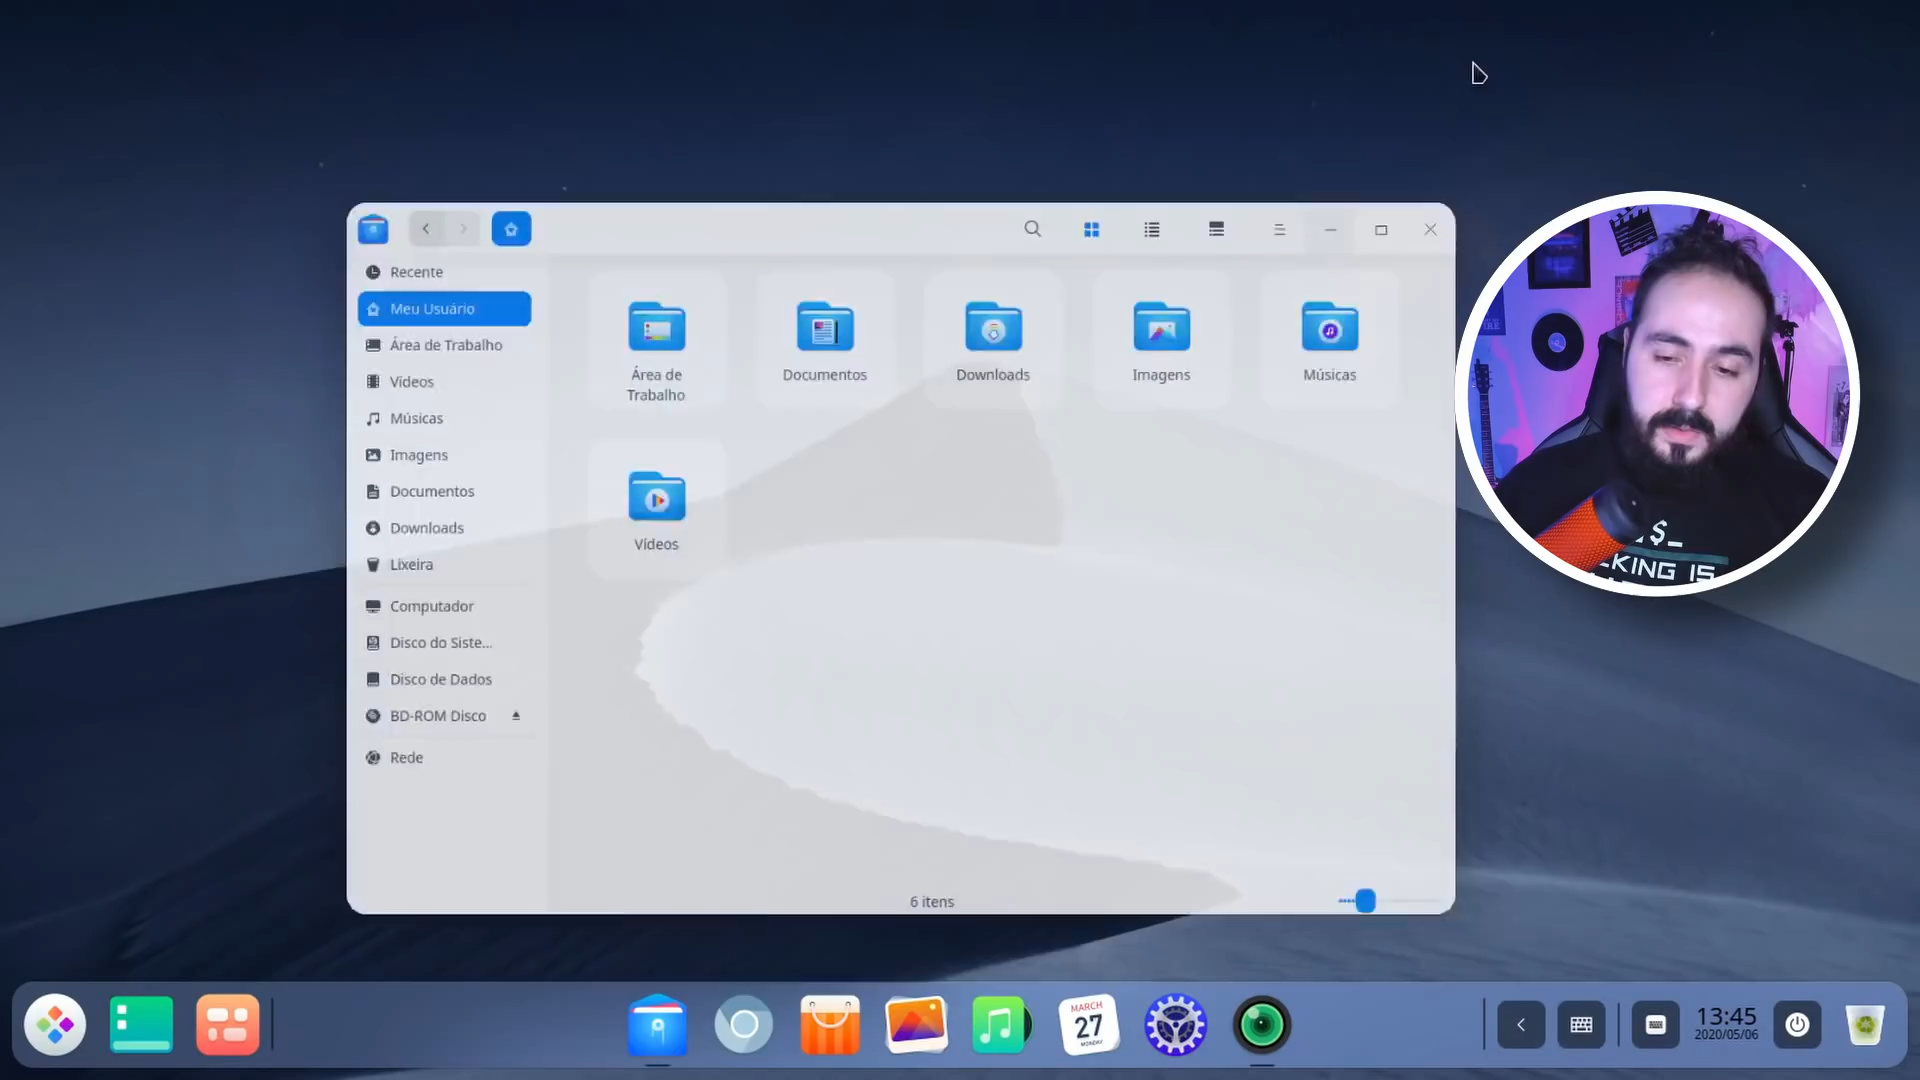 Recente
Meu Usuário
Área de Trabalho
Vídeos
Músicas
Imagens
Documentos
Downloads
Lixeira
Computador
Disco do Siste...
Disco de Dados
BD-ROM Disco
Rede
Área de
Trabalho
Documentos
Downloads
Imagens
Músicas
Vídeos
6 itens
$_
KING IS
MARCH
27
MONDAY
13:45
2020/05/06